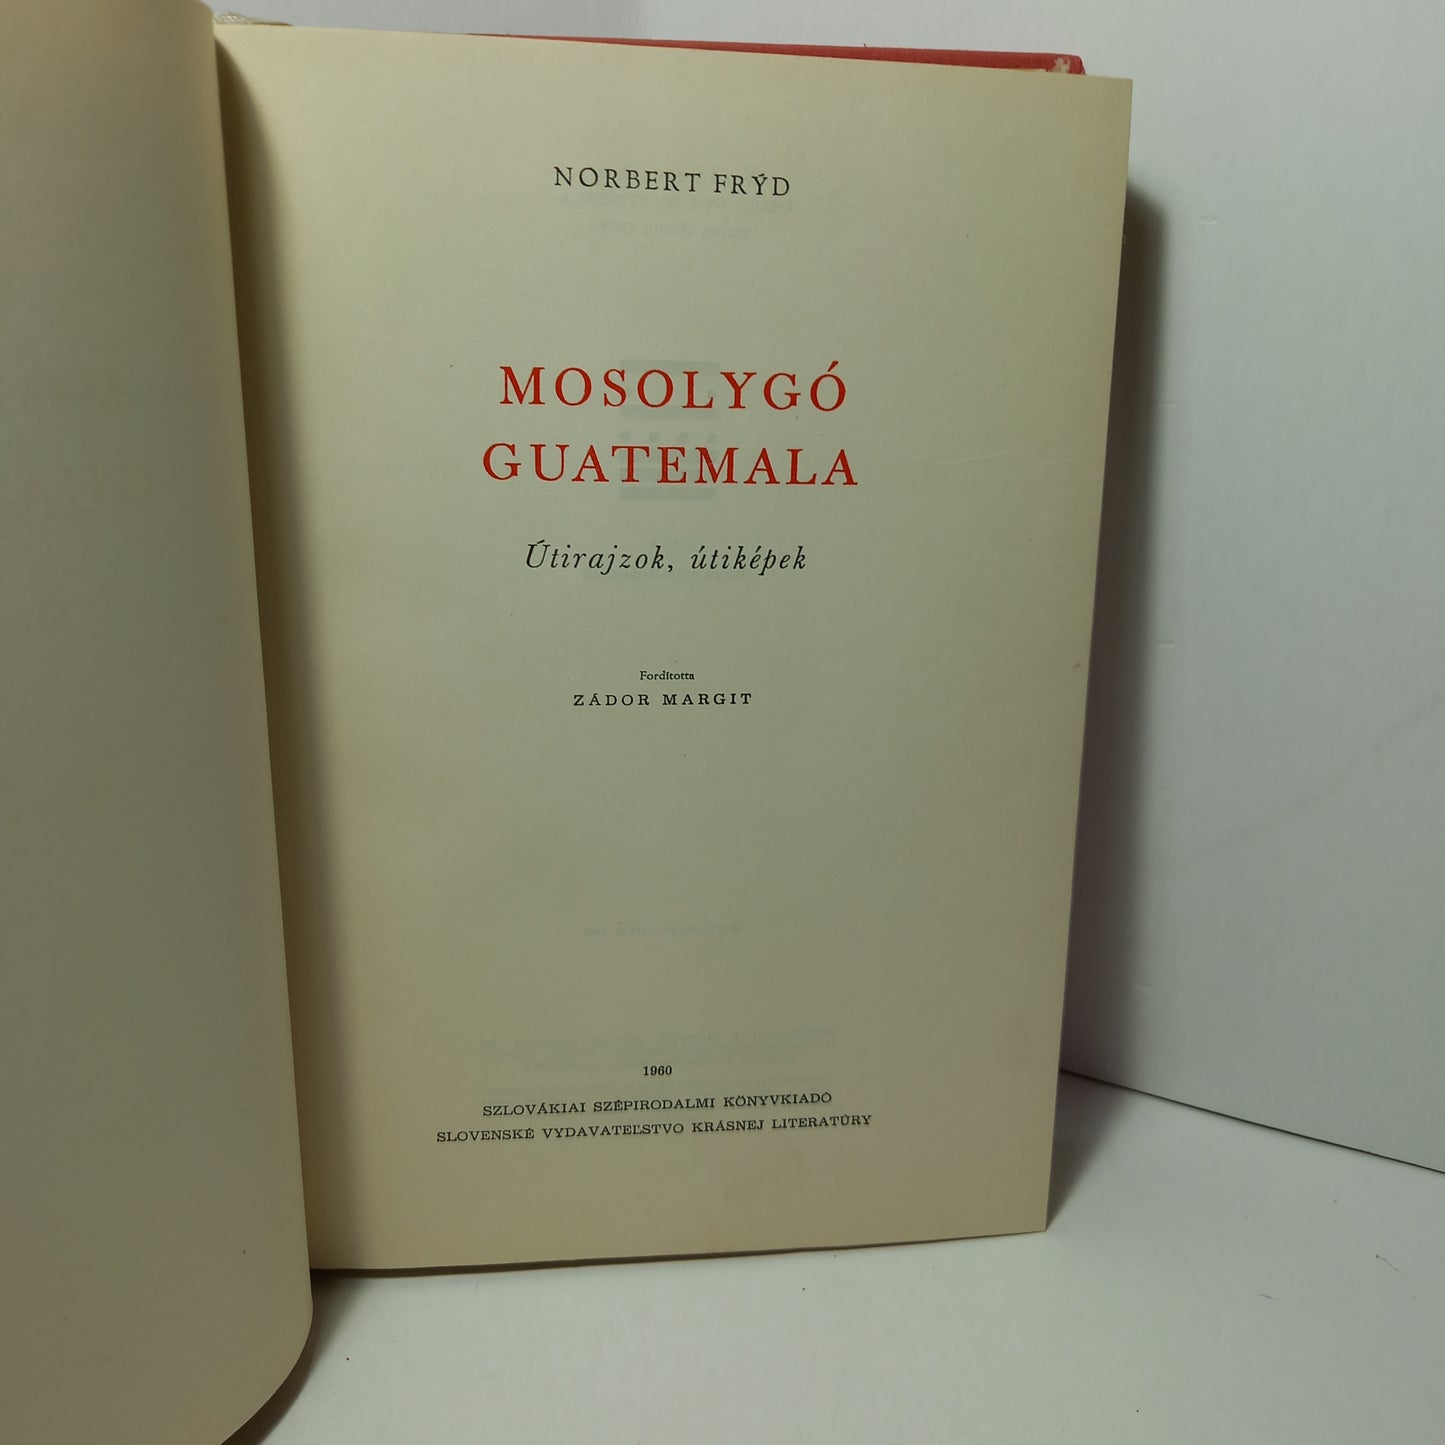 NORBERT FRÝD
MOSOLYGÓ
GUATEMALA
Útirajzok, útiképek
Fordította
ZÁDOR MARGIT
1960
SZLOVÁKIAI SZÉPIRODALMI KÖNYVKIADÓ
SLOVENSKÉ VYDAVATEĽSTVO KRÁSNEJ LITERATÚRY